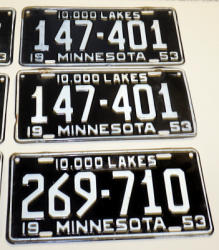 10,000 LAKES
147-401
19 MINNESOTA 53
10,000 LAKES
147-401
19 MINNESOTA 53
10,000 LAKES
269-710
19 MINNESOTA 53